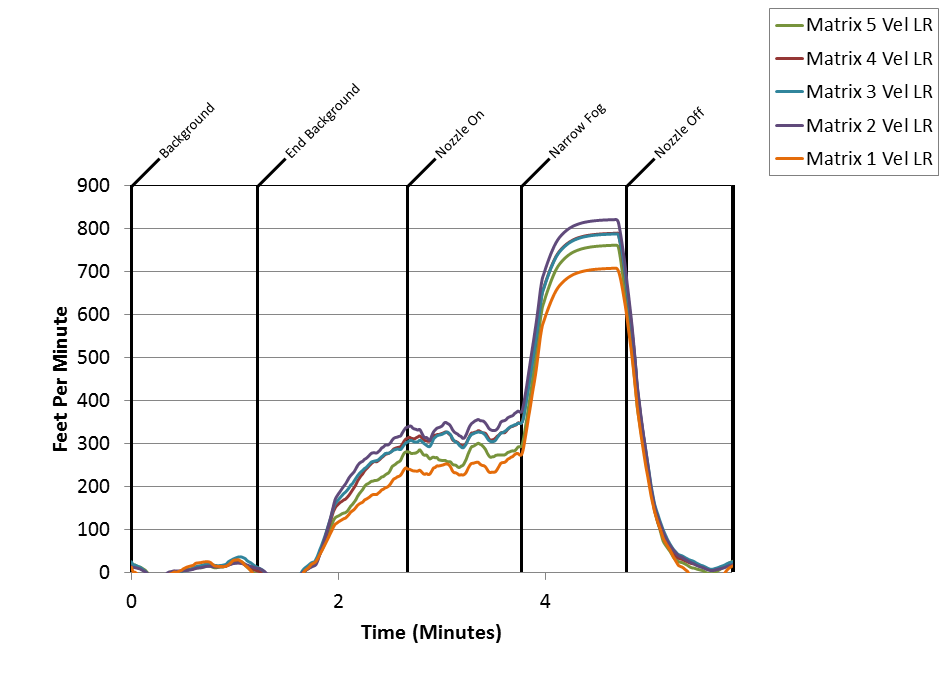 Matrix 5 Vel LR
Matrix 4 Vel LR
Matrix 3 Vel LR
Matrix 2 Vel LR
Matrix 1 Vel LR
Background
End Background
Nozzle On
Narrow Fog
Nozzle Off
900
800
700
600
500
400
300
200
100
0
Feet Per Minute
0
2
4
Time (Minutes)